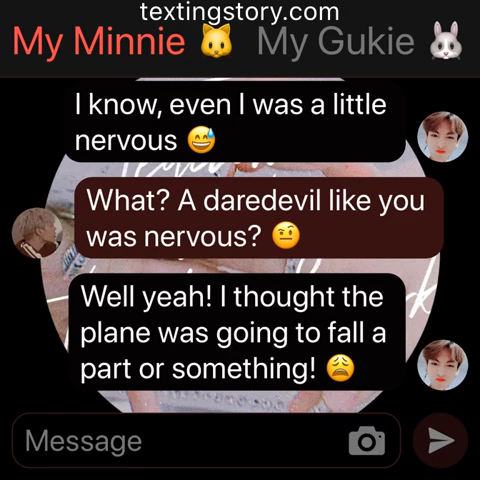 textingstory.com
My Minnie 🐱 My Gukie 🐰
I know, even I was a little
nervous 😅
What? A daredevil like you
was nervous? 🤨
Well yeah! I thought the
plane was going to fall a
part or something! 😩
Message